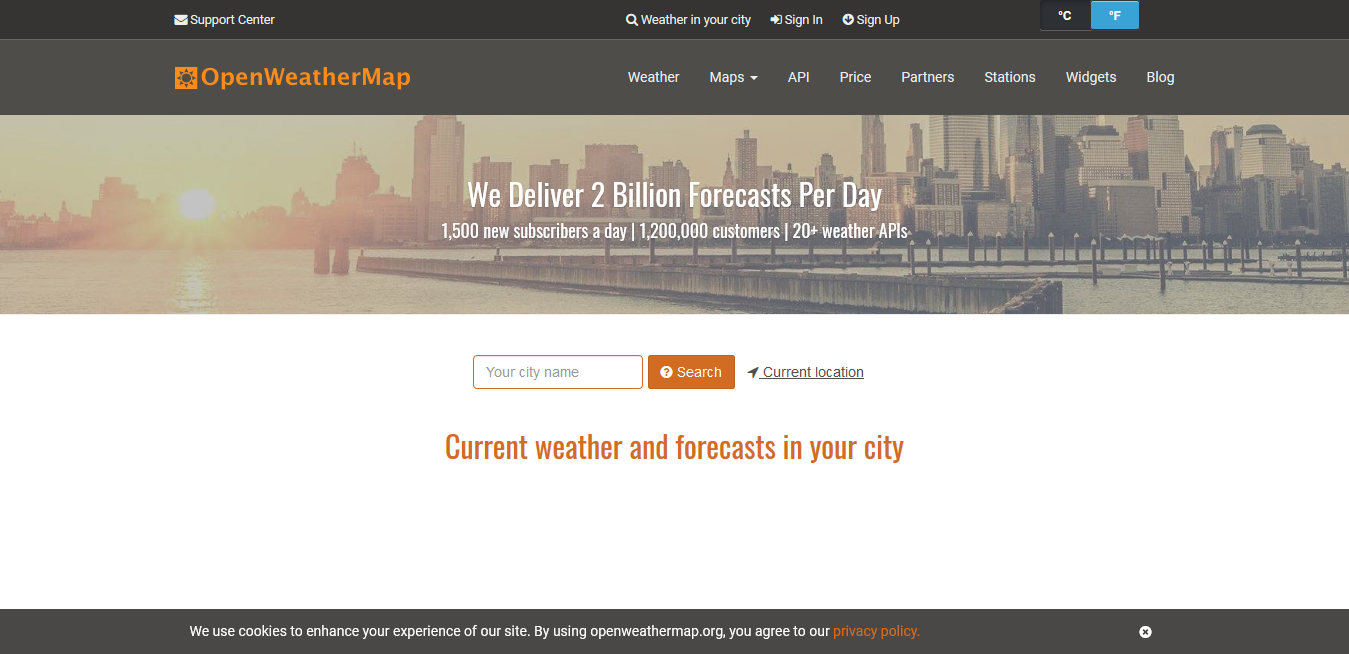 Support Center
Weather in your city Sign In Sign Up
°C °F
OpenWeatherMap
Weather Maps API Price Partners Stations Widgets Blog
We Deliver 2 Billion Forecasts Per Day
1,500 new subscribers a day | 1,200,000 customers | 20+ weather APIs
Your city name Search Current location
Current weather and forecasts in your city
We use cookies to enhance your experience of our site. By using openweathermap.org, you agree to our privacy policy.